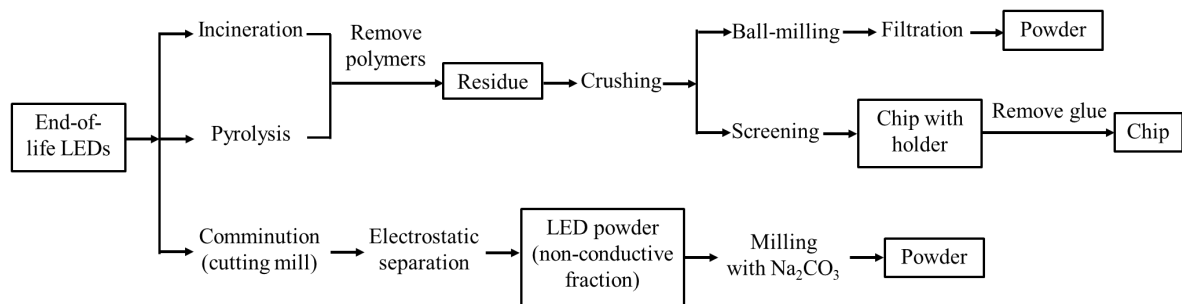 End-of-
life LEDs
Incineration
Pyrolysis
Remove
polymers
Residue
Crushing
Ball-milling
Filtration
Powder
Screening
Chip with
holder
Remove glue
Chip
Comminution
(cutting mill)
Electrostatic
separation
LED powder
(non-conductive
fraction)
Milling
with Na₂CO₃
Powder